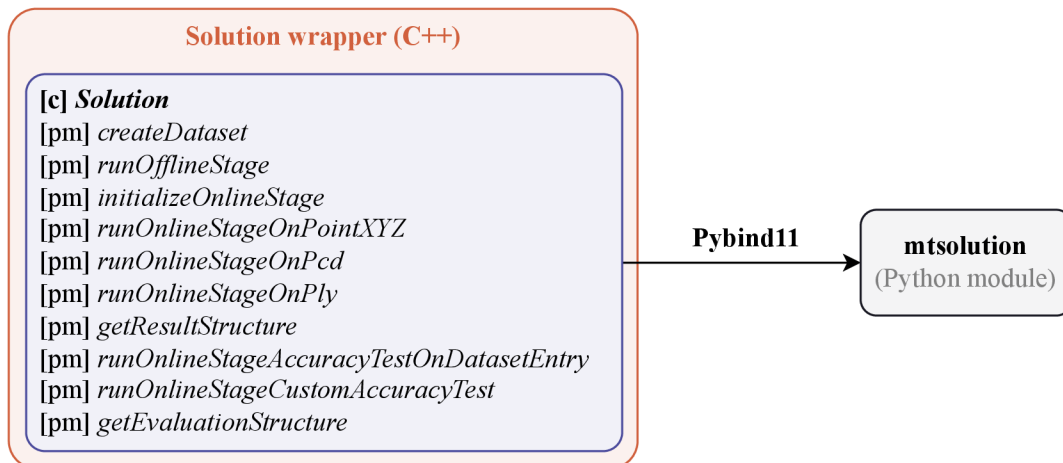 Solution wrapper (C++)
[c] Solution
[pm] createDataset
[pm] runOfflineStage
[pm] initializeOnlineStage
[pm] runOnlineStageOnPointXYZ
[pm] runOnlineStageOnPcd
[pm] runOnlineStageOnPly
[pm] getResultStructure
[pm] runOnlineStageAccuracyTestOnDatasetEntry
[pm] runOnlineStageCustomAccuracyTest
[pm] getEvaluationStructure
Pybind11
mtsolution
(Python module)